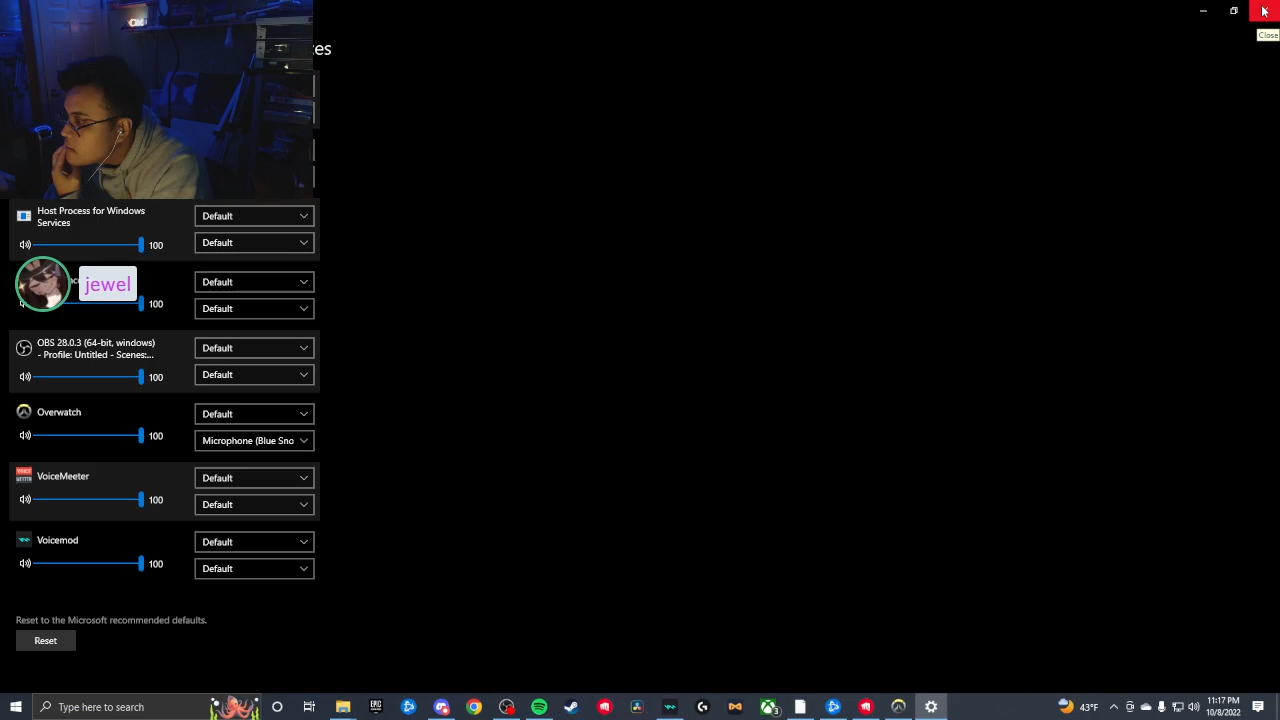 Close
es
Host Process for Windows
Services
Default
100
Default
jewel
Default
100
Default
OBS 28.0.3 (64-bit, windows)
- Profile: Untitled - Scenes:...
Default
100
Default
Overwatch
Default
100
Microphone (Blue Sno
VoiceMeeter
Default
100
Default
Voicemod
Default
100
Default
Reset to the Microsoft recommended defaults.
Reset
Type here to search
EPIC
43°F
11:17 PM
10/8/2022